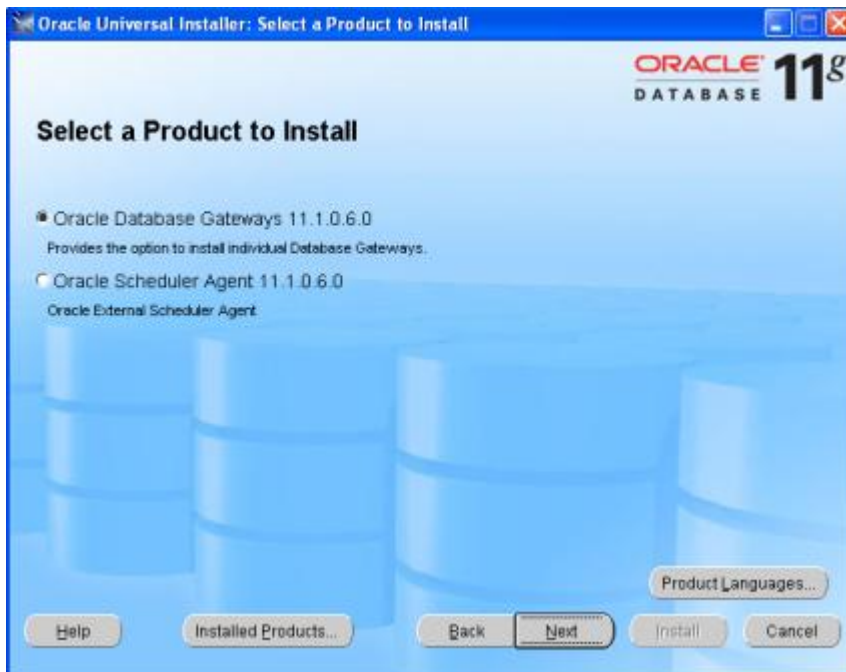 Oracle Universal Installer: Select a Product to Install
ORACLE 11g
DATABASE
Select a Product to Install
Oracle Database Gateways 11.1.0.6.0
Provides the option to install individual Database Gateways.
Oracle Scheduler Agent 11.1.0.6.0
Oracle External Scheduler Agent
Product Languages...
Help Installed Products... Back Next Install Cancel